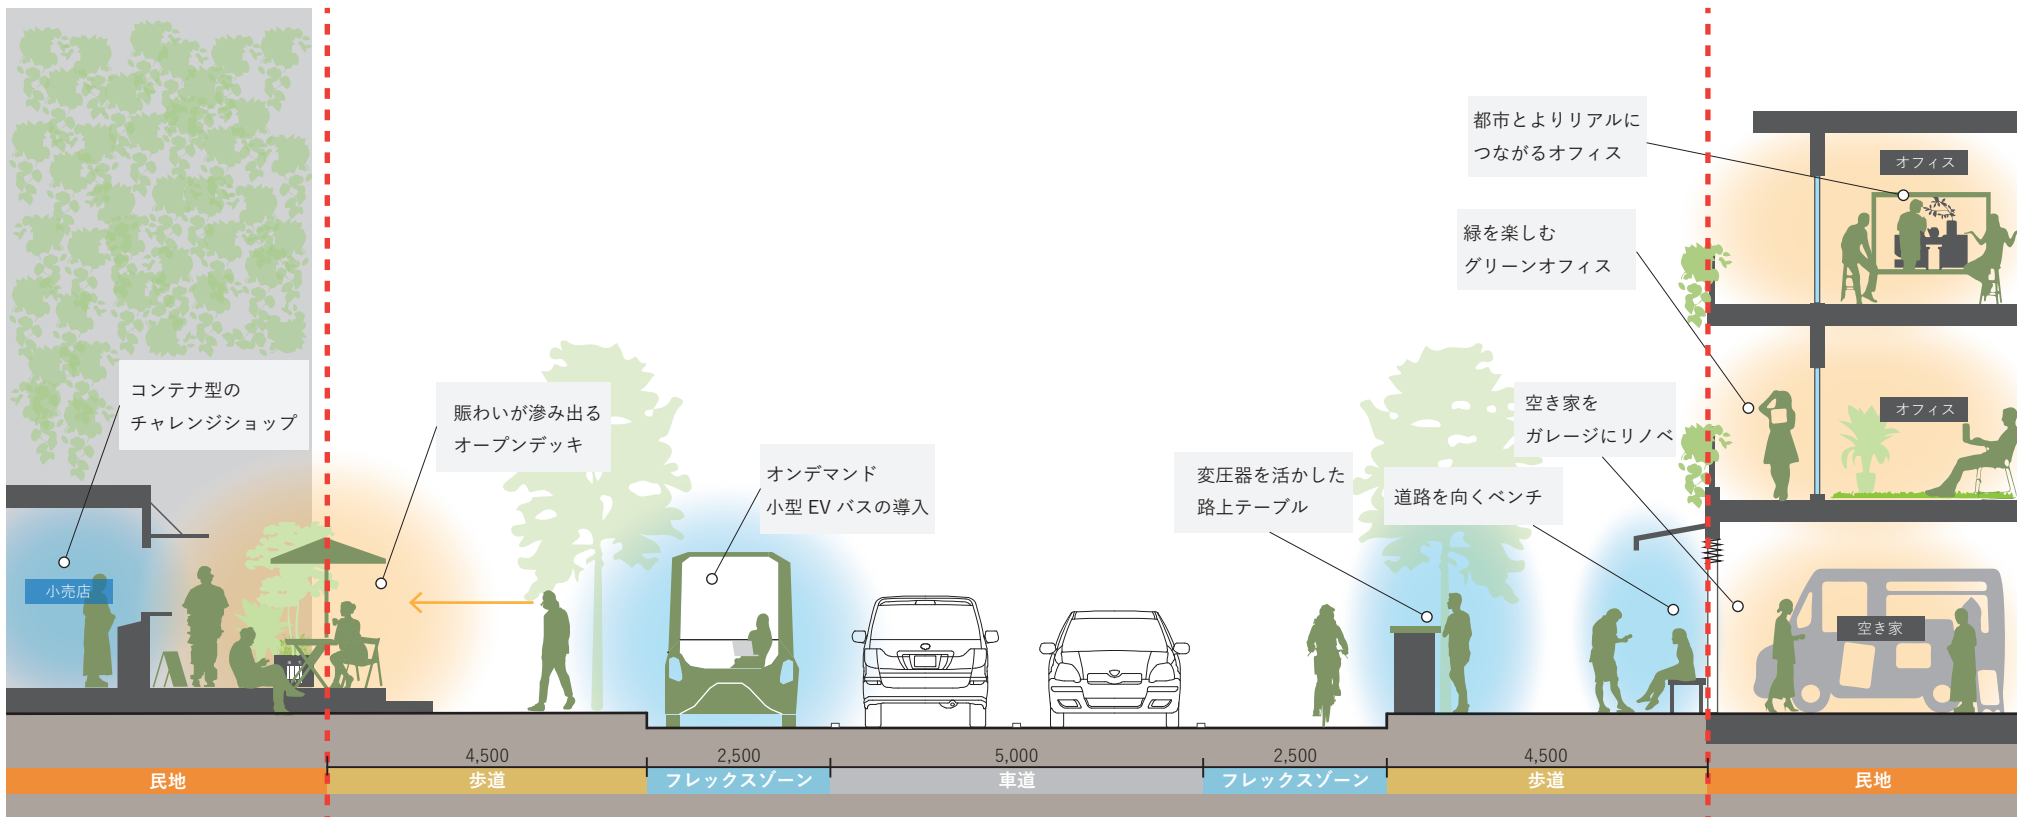 都市とよりリアルに
つながるオフィス
オフィス
緑を楽しむ
グリーンオフィス
コンテナ型の
チャレンジショップ
賑わいが滲み出る
オープンデッキ
オンデマンド
小型 EV バスの導入
変圧器を活かした
路上テーブル
道路を向くベンチ
空き家を
ガレージにリノベ
オフィス
小売店
空き家
4,500
2,500
5,000
2,500
4,500
民地
歩道
フレックスゾーン
車道
フレックスゾーン
歩道
民地